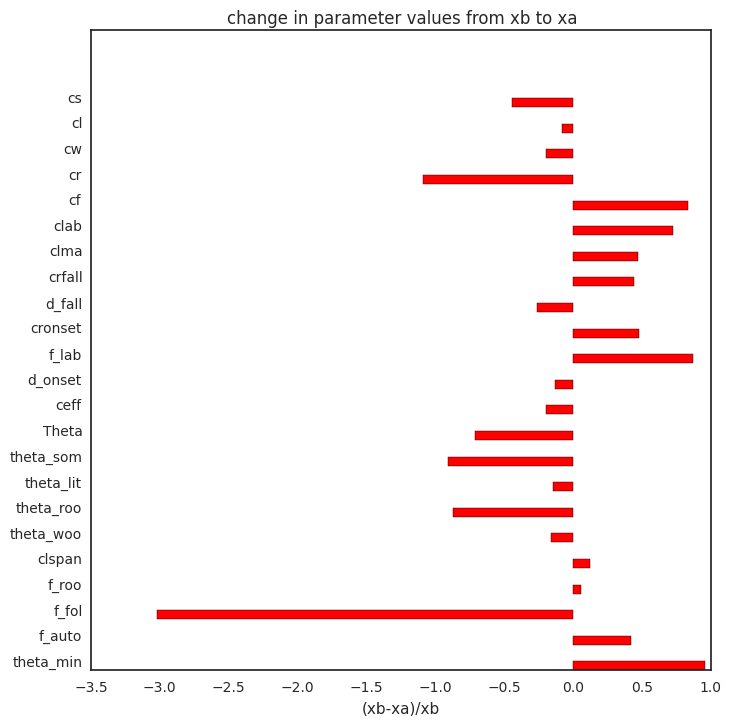 change in parameter values from xb to xa
cs
cl
cw
cr
cf
clab
clma
crfall
d_fall
cronset
f_lab
d_onset
ceff
Theta
theta_som
theta_lit
theta_roo
theta_woo
clspan
f_roo
f_fol
f_auto
theta_min
−3.5 −3.0 −2.5 −2.0 −1.5 −1.0 −0.5 0.0 0.5 1.0
(xb-xa)/xb